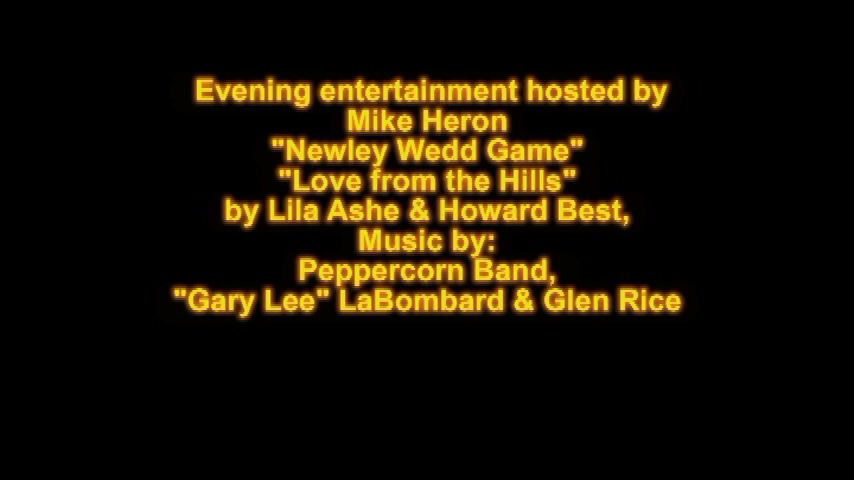 Evening entertainment hosted by
Mike Heron
"Newley Wedd Game"
"Love from the Hills"
by Lila Ashe & Howard Best,
Music by:
Peppercorn Band,
"Gary Lee" LaBombard & Glen Rice